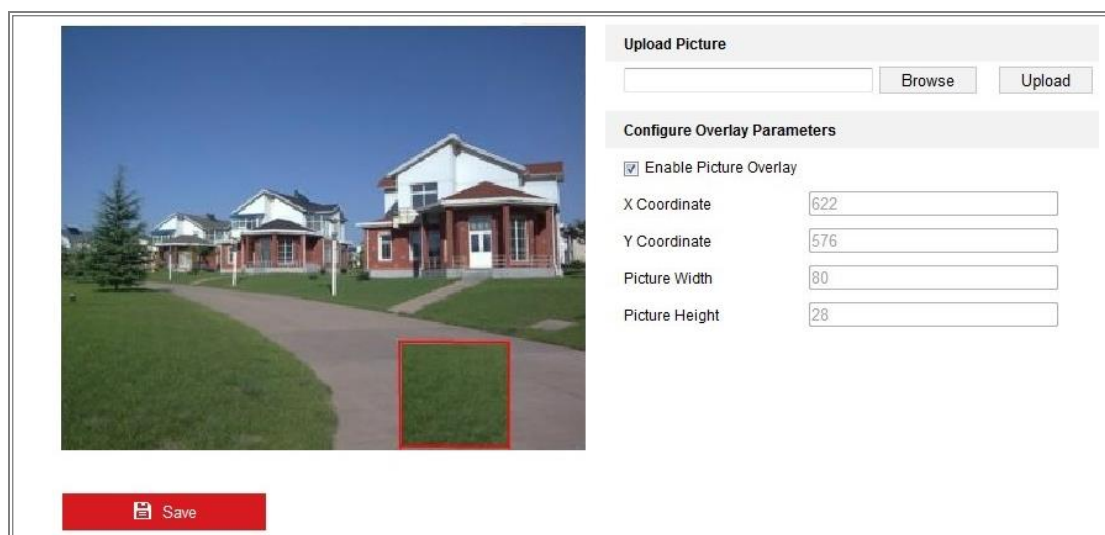 Upload Picture
Browse
Upload
Configure Overlay Parameters
Enable Picture Overlay
X Coordinate 622
Y Coordinate 576
Picture Width 80
Picture Height 28
Save